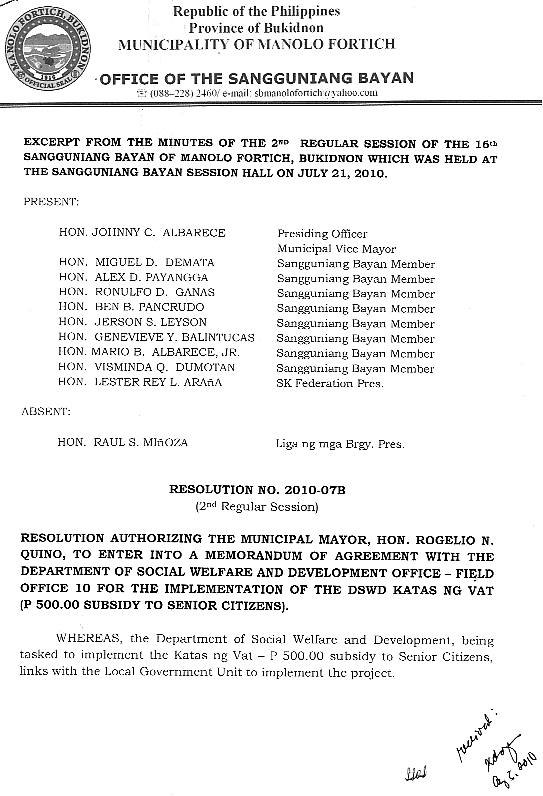 MANOLO FORTICH, BUKIDNON
1916
OFFICIAL SEAL
Republic of the Philippines
Province of Bukidnon
MUNICIPALITY OF MANOLO FORTICH
OFFICE OF THE SANGGUNIANG BAYAN
☏ (088–228) 2460/ e-mail: sbmanolofortich@yahoo.com
EXCERPT FROM THE MINUTES OF THE 2ND REGULAR SESSION OF THE 16th
SANGGUNIANG BAYAN OF MANOLO FORTICH, BUKIDNON WHICH WAS HELD AT
THE SANGGUNIANG BAYAN SESSION HALL ON JULY 21, 2010.
PRESENT:
HON. JOHNNY C. ALBARECE Presiding Officer
Municipal Vice Mayor
HON. MIGUEL D. DEMATA Sangguniang Bayan Member
HON. ALEX D. PAYANGGA Sangguniang Bayan Member
HON. RONULFO D. GANAS Sangguniang Bayan Member
HON. BEN B. PANCRUDO Sangguniang Bayan Member
HON. JERSON S. LEYSON Sangguniang Bayan Member
HON. GENEVIEVE Y. BALINTUCAS Sangguniang Bayan Member
HON. MARIO B. ALBARECE, JR. Sangguniang Bayan Member
HON. VISMINDA Q. DUMOTAN Sangguniang Bayan Member
HON. LESTER REY L. ARAñA SK Federation Pres.
ABSENT:
HON. RAUL S. MIñOZA Liga ng mga Brgy. Pres.
RESOLUTION NO. 2010-07B
(2nd Regular Session)
RESOLUTION AUTHORIZING THE MUNICIPAL MAYOR, HON. ROGELIO N.
QUINO, TO ENTER INTO A MEMORANDUM OF AGREEMENT WITH THE
DEPARTMENT OF SOCIAL WELFARE AND DEVELOPMENT OFFICE – FIELD
OFFICE 10 FOR THE IMPLEMENTATION OF THE DSWD KATAS NG VAT
(P 500.00 SUBSIDY TO SENIOR CITIZENS).
WHEREAS, the Department of Social Welfare and Development, being
tasked to implement the Katas ng Vat – P 500.00 subsidy to Senior Citizens,
links with the Local Government Unit to implement the project.
received: